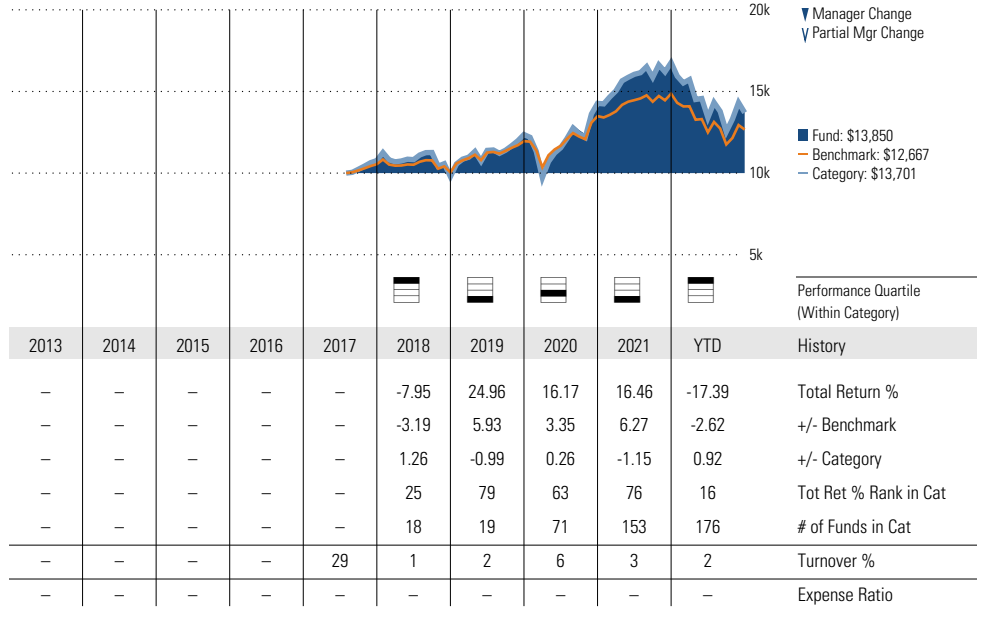 20k
Manager Change
Partial Mgr Change
15k
Fund: $13,850
Benchmark: $12,667
10k
Category: $13,701
5k
Performance Quartile
(Within Category)
2013 2014 2015 2016 2017 2018 2019 2020 2021 YTD History
– – – – – -7.95 24.96 16.17 16.46 -17.39 Total Return %
– – – – – -3.19 5.93 3.35 6.27 -2.62 +/- Benchmark
– – – – – 1.26 -0.99 0.26 -1.15 0.92 +/- Category
– – – – – 25 79 63 76 16 Tot Ret % Rank in Cat
– – – – – 18 19 71 153 176 # of Funds in Cat
– – – – 29 1 2 6 3 2 Turnover %
– – – – – – – – – – Expense Ratio